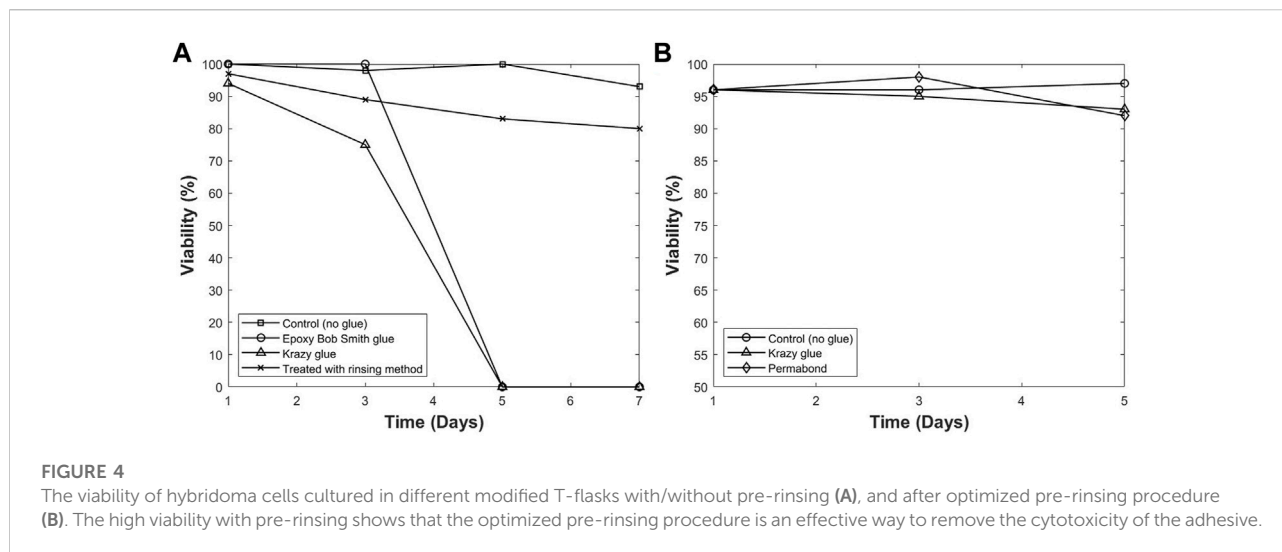 A
B
100
90
80
70
60
50
40
30
20
10
0
Viability (%)
Control (no glue)
Epoxy Bob Smith glue
Krazy glue
Treated with rinsing method
1
2
3
4
5
6
7
Time (Days)
100
95
90
85
80
75
70
65
60
55
50
Viability (%)
Control (no glue)
Krazy glue
Permabond
1
2
3
4
5
Time (Days)
FIGURE 4
The viability of hybridoma cells cultured in different modified T-flasks with/without pre-rinsing (A), and after optimized pre-rinsing procedure
(B). The high viability with pre-rinsing shows that the optimized pre-rinsing procedure is an effective way to remove the cytotoxicity of the adhesive.